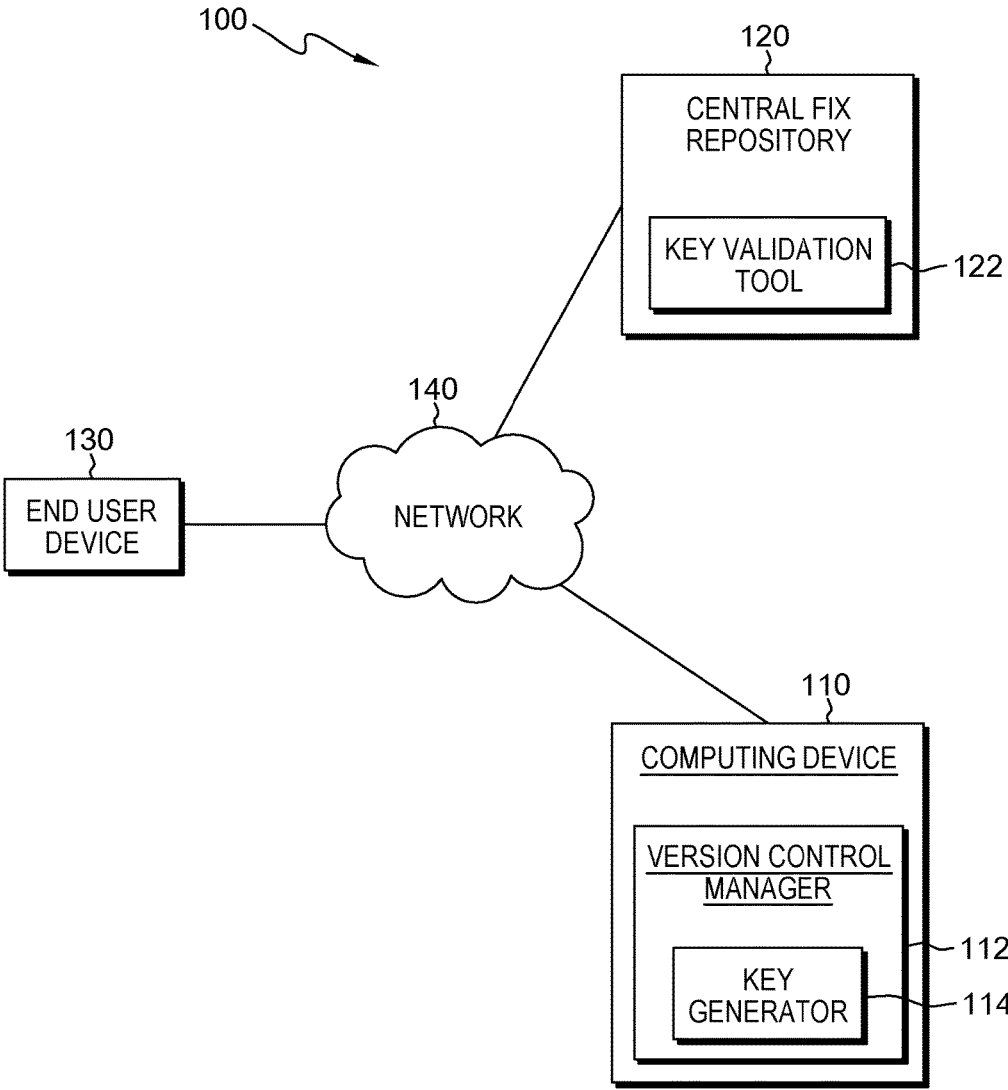 100
120
CENTRAL FIX
REPOSITORY
KEY VALIDATION
TOOL
122
140
NETWORK
130
END USER
DEVICE
110
COMPUTING DEVICE
VERSION CONTROL
MANAGER
112
KEY
GENERATOR
114